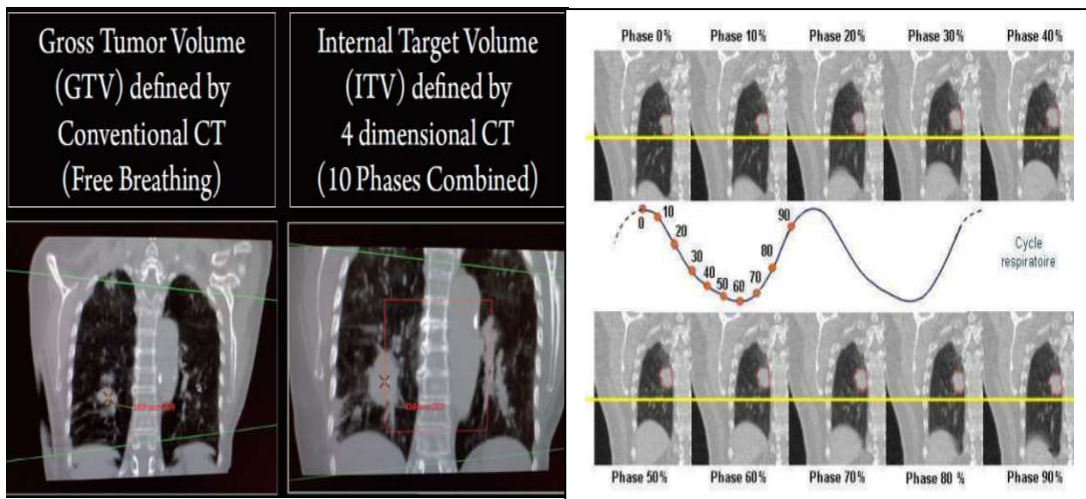 Gross Tumor Volume
(GTV) defined by
Conventional CT
(Free Breathing)
Internal Target Volume
(ITV) defined by
4 dimensional CT
(10 Phases Combined)
Phase 0%
Phase 10%
Phase 20%
Phase 30%
Phase 40%
0
10
20
30
40
50
60
70
80
90
Cycle
respiratoire
Phase 50%
Phase 60%
Phase 70%
Phase 80 %
Phase 90%